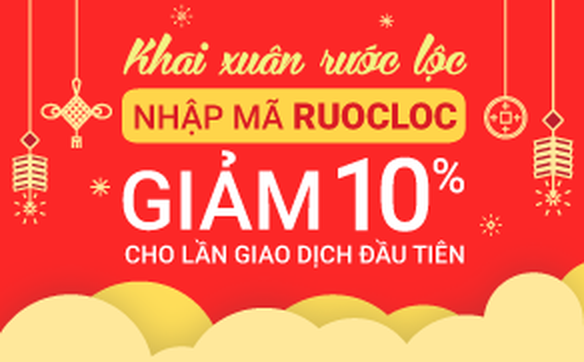 Khai xuân rước lộc
NHẬP MÃ RUOCLOC
GIẢM 10%
CHO LẦN GIAO DỊCH ĐẦU TIÊN